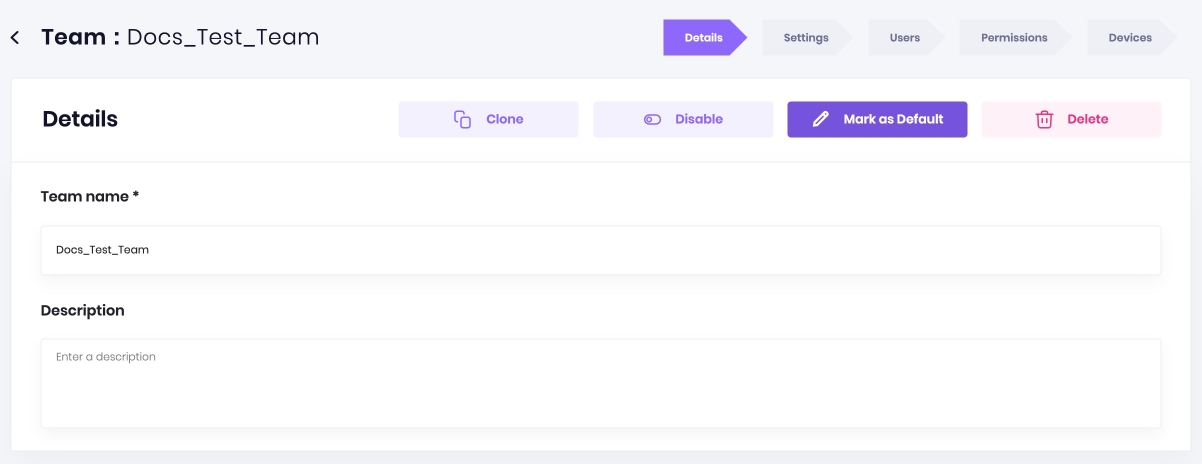 Team : Docs_Test_Team
Details
Settings
Users
Permissions
Devices
Details
Clone
Disable
Mark as Default
Delete
Team name *
Docs_Test_Team
Description
Enter a description